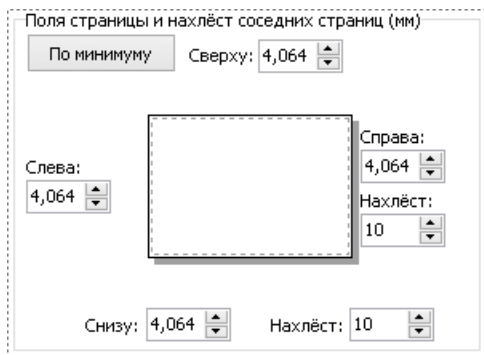 Поля страницы и нахлёст соседних страниц (мм)
По минимуму Сверху: 4,064
Справа:
Слева: 4,064
4,064 Нахлёст:
10
Снизу: 4,064 Нахлёст: 10